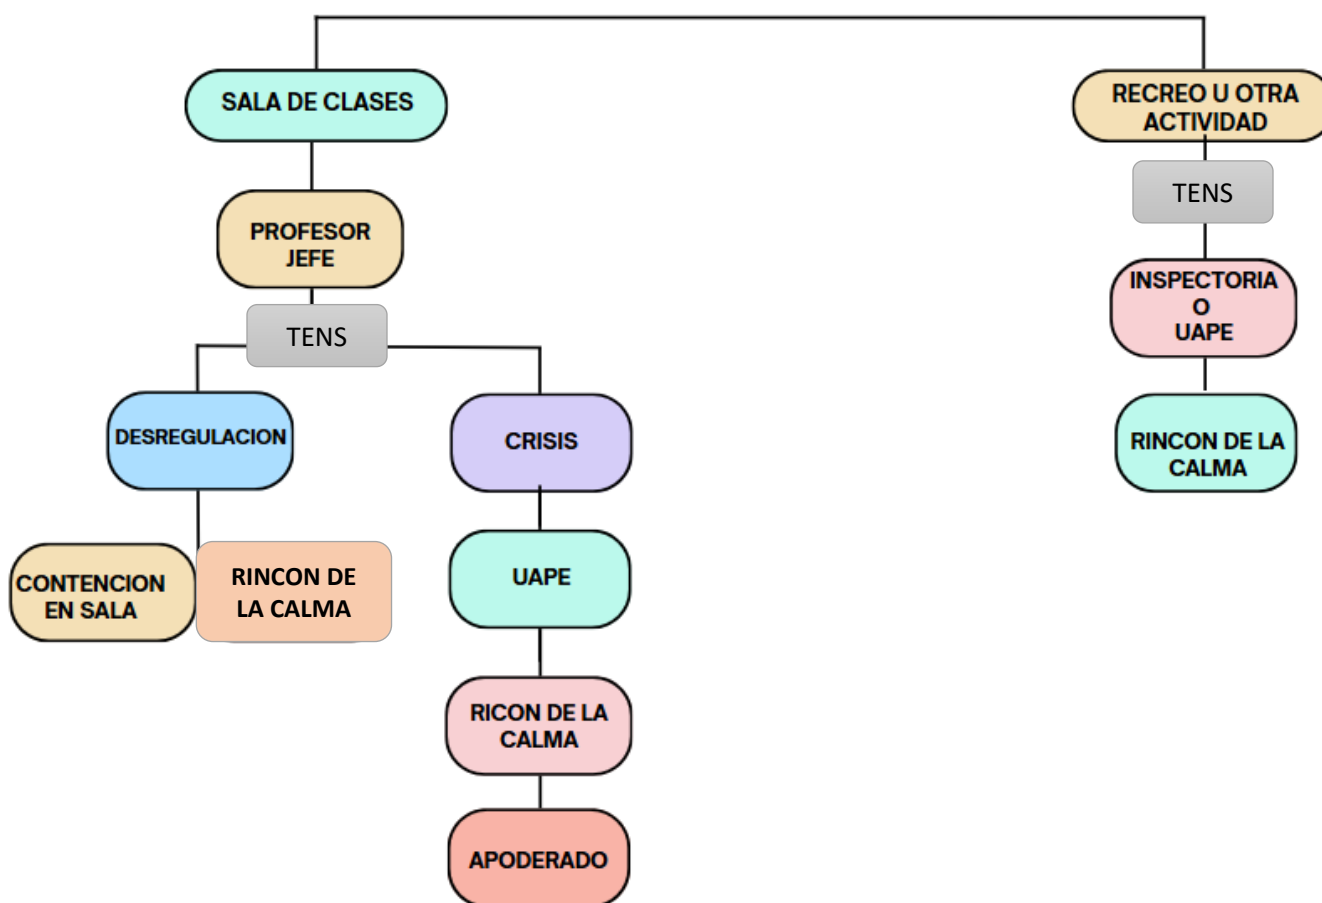 SALA DE CLASES
RECREO U OTRA
ACTIVIDAD
TENS
PROFESOR
JEFE
INSPECTORIA
O
UAPE
TENS
DESREGULACION
CRISIS
RINCON DE LA
CALMA
CONTENCION
EN SALA
RINCON DE
LA CALMA
UAPE
RICON DE LA
CALMA
APODERADO